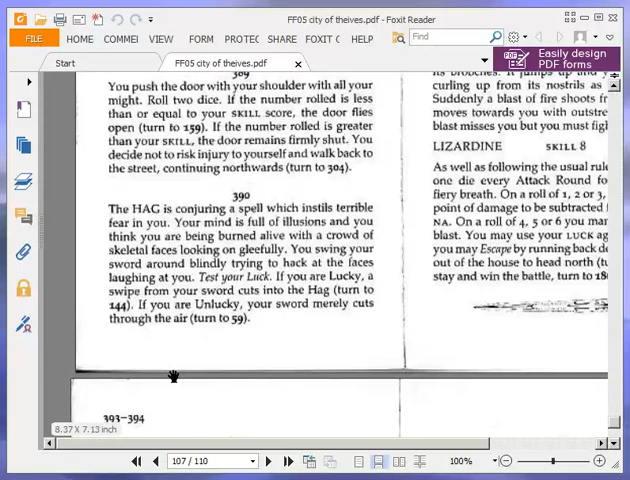 FF05 city of theives.pdf - Foxit Reader
FILE HOME COMMEI VIEW FORM PROTE SHARE FOXIT C HELP Find
Easily design
PDF forms
Start FF05 city of theives.pdf
389
You push the door with your shoulder with all your
might. Roll two dice. If the number rolled is less
than or equal to your SKILL score, the door flies
open (turn to 159). If the number rolled is greater
than your SKILL, the door remains firmly shut. You
decide not to risk injury to yourself and walk back to
the street, continuing northwards (turn to 304).
390
The HAG is conjuring a spell which instils terrible
fear in you. Your mind is full of illusions and you
think you are being burned alive with a crowd of
skeletal faces looking on gleefully. You swing your
sword around blindly trying to hack at the faces
laughing at you. Test your Luck. If you are Lucky, a
swipe from your sword cuts into the Hag (turn to
144). If you are Unlucky, your sword merely cuts
through the air (turn to 59).
its brooches. It jumps up and y
curling up from its nostrils as
Suddenly a blast of fire shoots fr
moves towards you with outstre
blast misses you but you must figh
LIZARDINE SKILL 8
As well as following the usual rule
one die every Attack Round fo
fiery breath. On a roll of 1, 2 or 3,
point of damage to be subtracted f
NA. On a roll of 4, 5 or 6 you man
blast. You may use your LUCK ag
you may Escape by running back do
out of the house to head north (tu
stay and win the battle, turn to 18
393-394
8.37 X 7.13 inch
107 / 110 100%